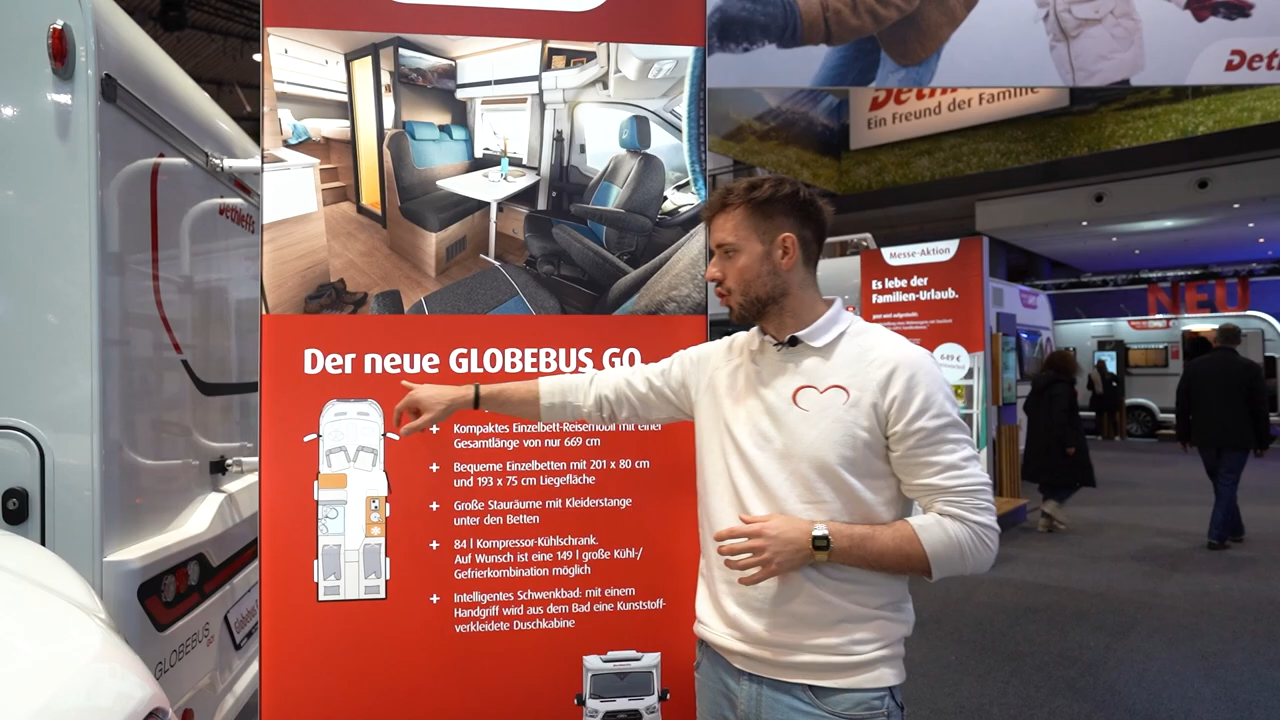 Dethleffs
Ein Freund der Familie
Messe-Aktion
Es lebe der
Familien-Urlaub.
649 €
NEU
Dethleffs
Der neue GLOBEBUS GO
+ Kompaktes Einzelbett-Reisemobil mit einer
Gesamtlänge von nur 669 cm
+ Bequeme Einzelbetten mit 201 x 80 cm
und 193 x 75 cm Liegefläche
+ Große Stauräume mit Kleiderstange
unter den Betten
+ 84 l Kompressor-Kühlschrank.
Auf Wunsch ist eine 149 l große Kühl-/
Gefrierkombination möglich
+ Intelligentes Schwenkbad: mit einem
Handgriff wird aus dem Bad eine Kunststoff-
verkleidete Duschkabine
GLOBEBUS
Globebus